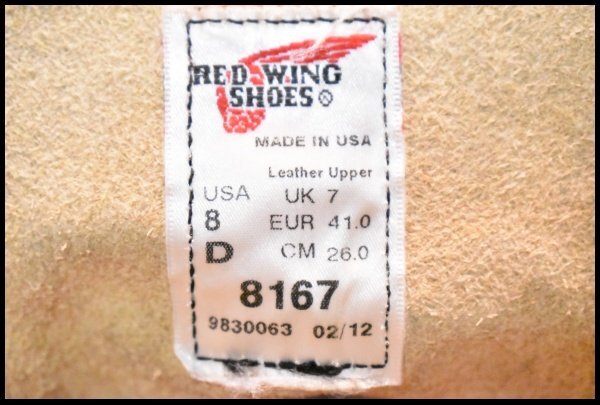 RED WING
SHOES®
MADE IN USA
Leather Upper
USA UK 7
8 EUR 41.0
D CM 26.0
8167
9830063 02/12